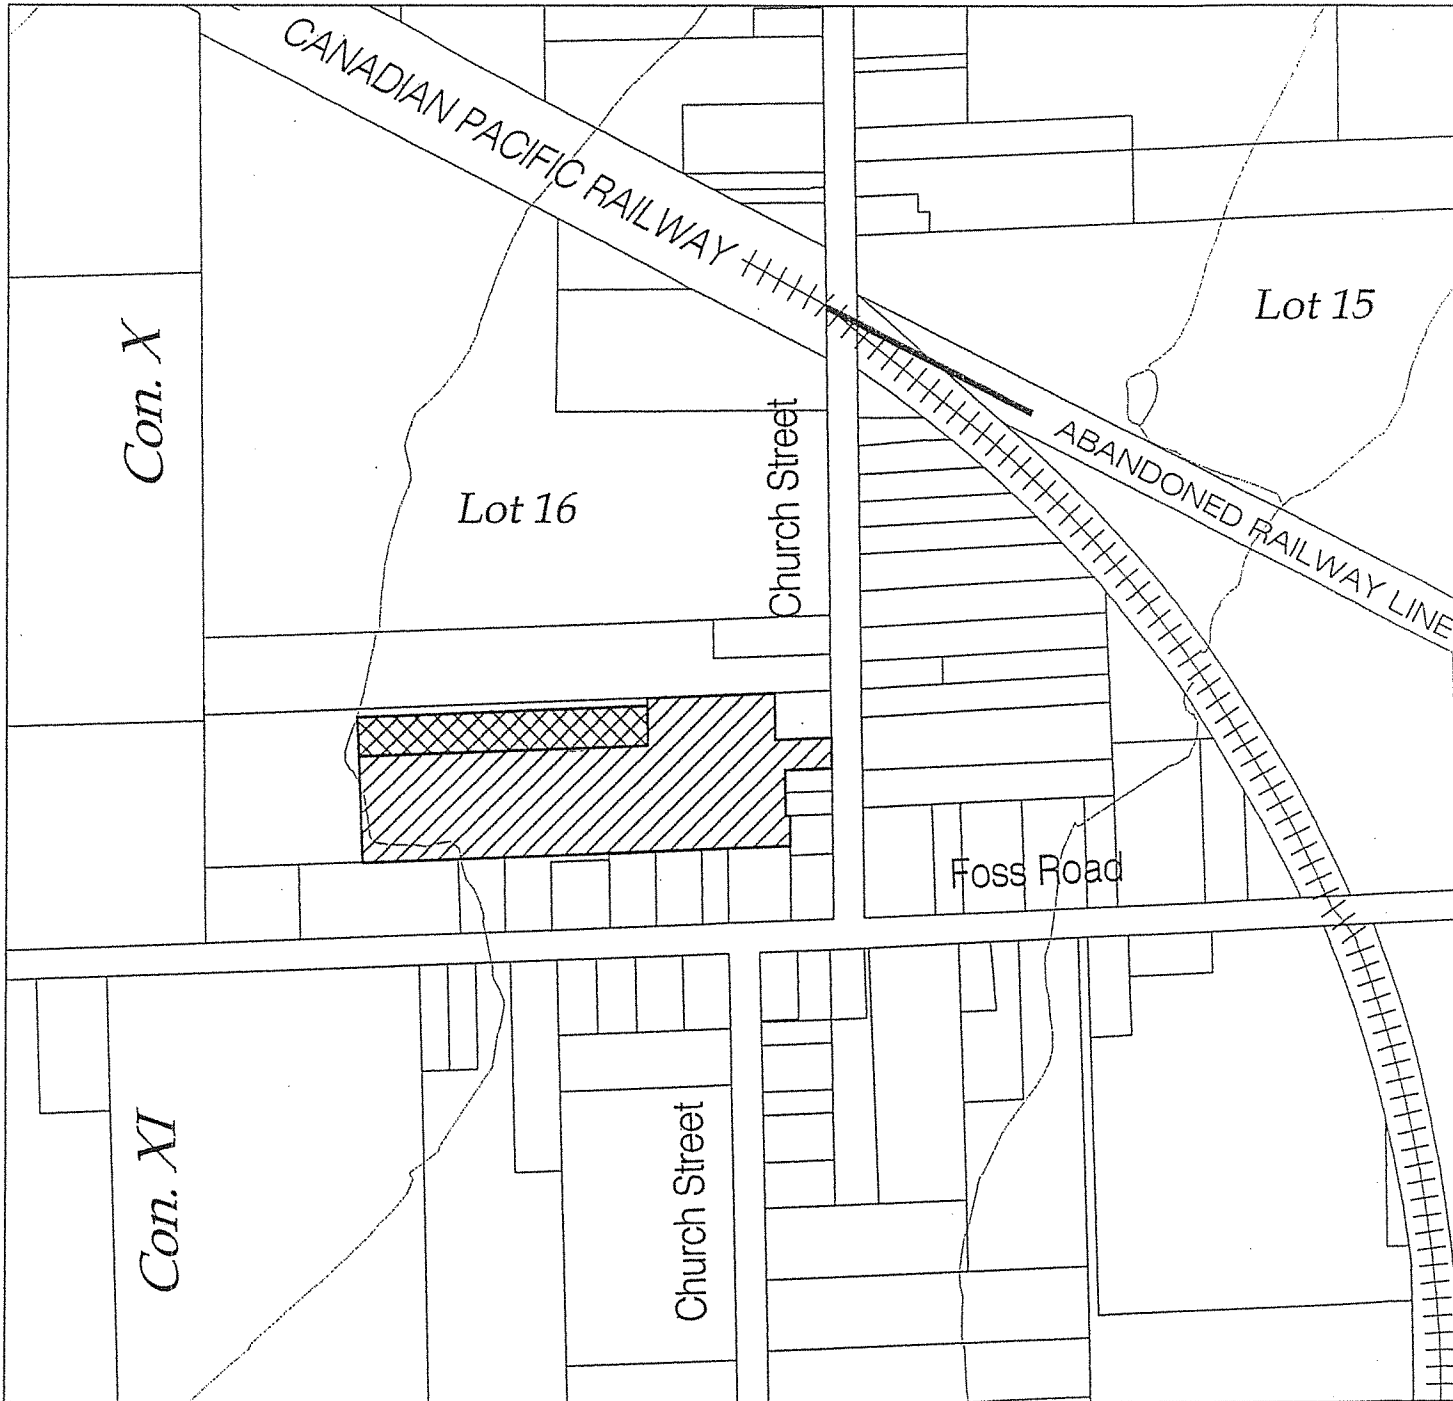 CANADIAN PACIFIC RAILWAY
Lot 15
Con. X
Church Street
ABANDONED RAILWAY LINE
Lot 16
Foss Road
Con. XI
Church Street